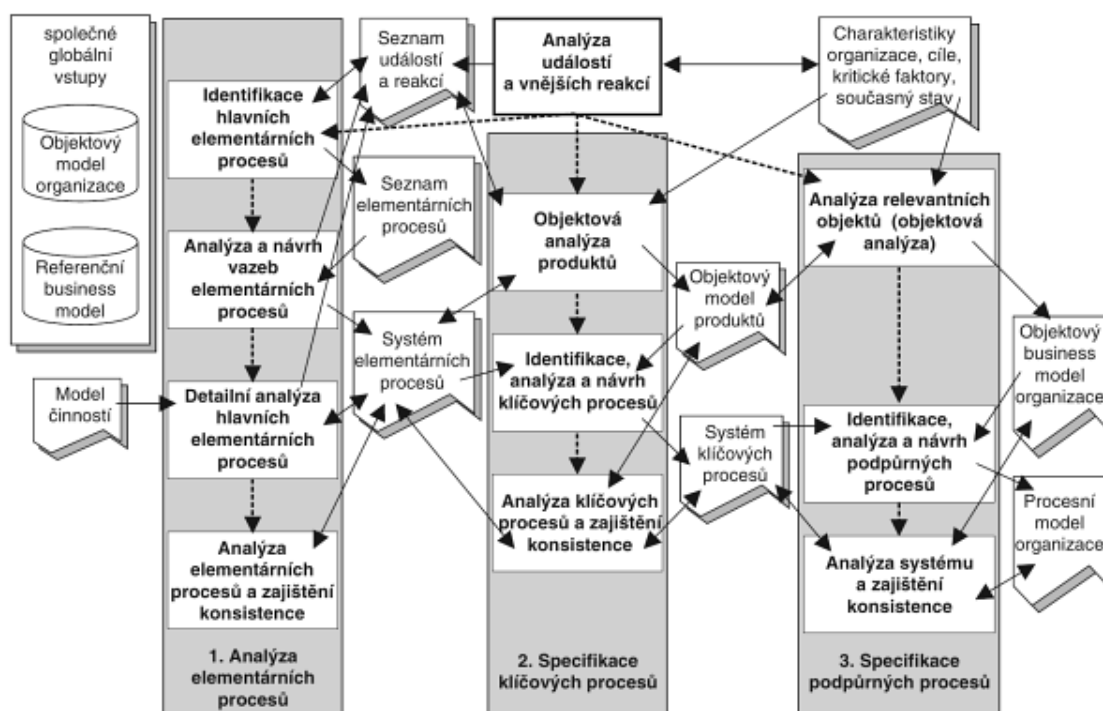 společné
globální
vstupy
Objektový
model
organizace
Referenční
business
model
Model
činností
Identifikace
hlavních
elementárních
procesů
Analýza a návrh
vazeb
elementárních
procesů
Detailní analýza
hlavních
elementárních
procesů
Analýza
elementárních
procesů a zajištění
konsistence
1. Analýza
elementárních
procesů
Seznam
událostí
a reakcí
Seznam
elementárních
procesů
Systém
elementárních
procesů
Analýza
událostí
a vnějších reakcí
Objektová
analýza
produktů
Identifikace,
analýza a návrh
klíčových procesů
Analýza klíčových
procesů a zajištění
konsistence
2. Specifikace
klíčových procesů
Objektový
model
produktů
Systém
klíčových
procesů
Charakteristiky
organizace, cíle,
kritické faktory,
současný stav
Analýza relevantních
objektů (objektová
analýza)
Identifikace,
analýza a návrh
podpůrných
procesů
Analýza systému
a zajištění
konsistence
3. Specifikace
podpůrných procesů
Objektový
business
model
organizace
Procesní
model
organizace